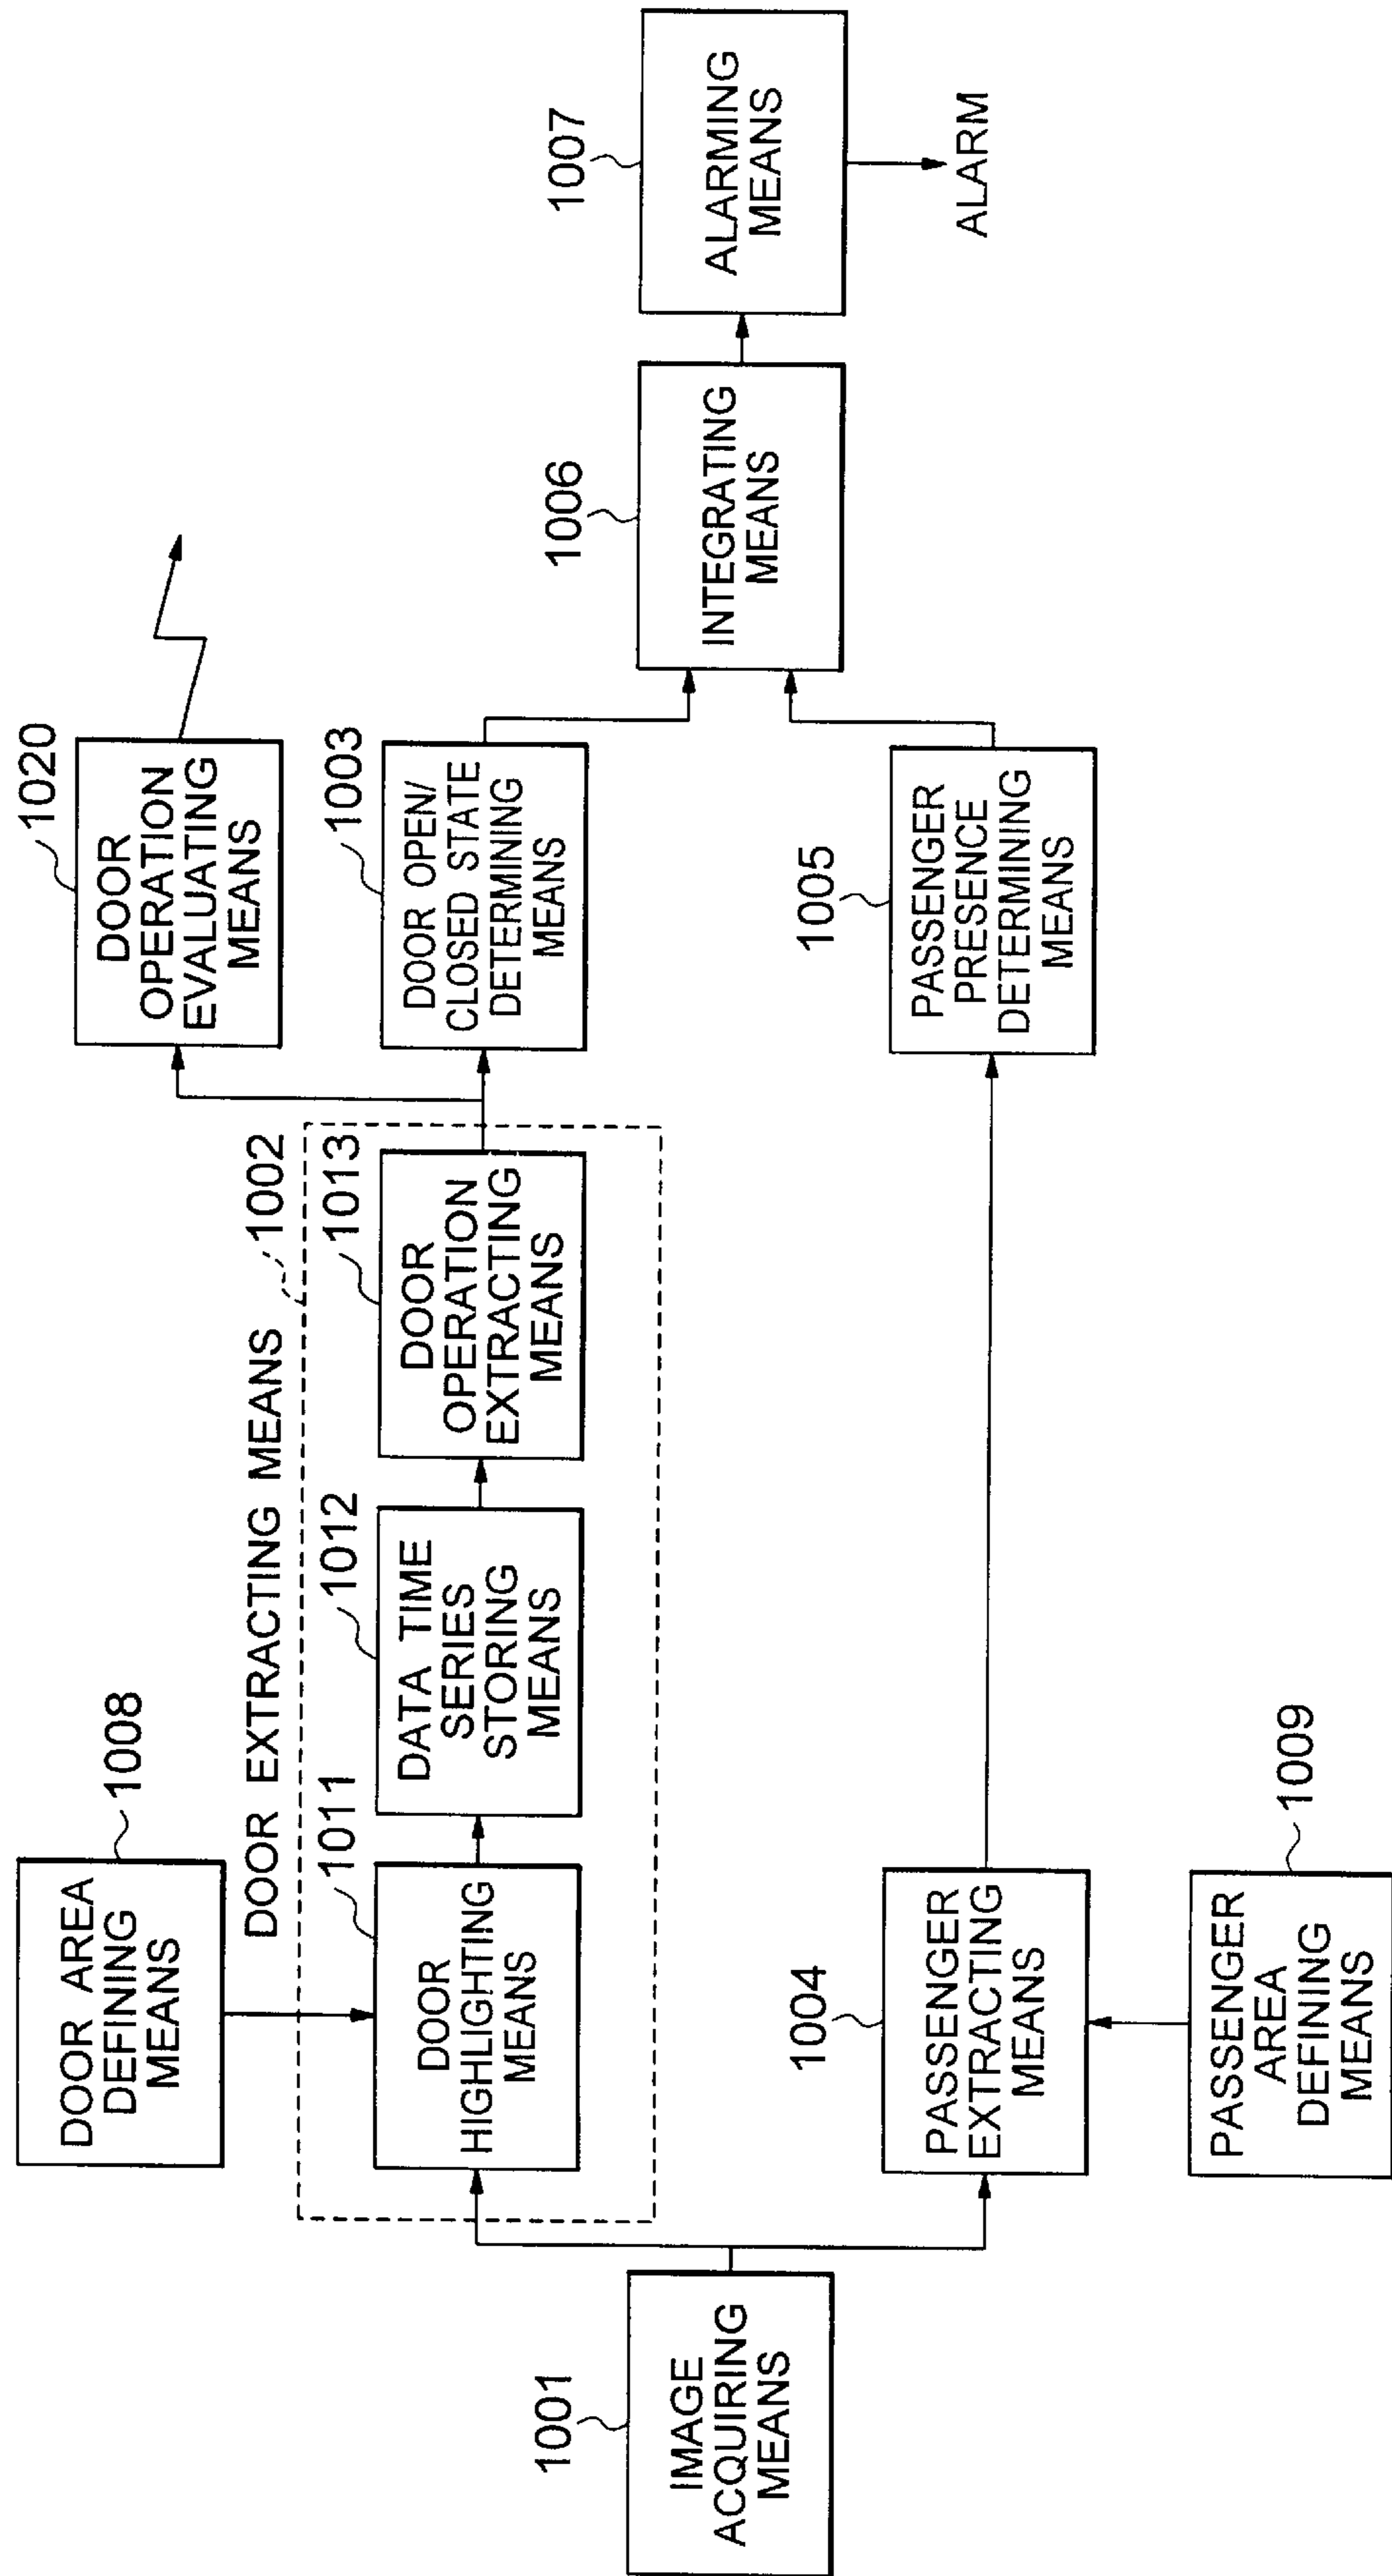 1001
IMAGE
ACQUIRING
MEANS
DOOR AREA
DEFINING
MEANS
1008
DOOR EXTRACTING MEANS
1002
1011
DOOR
HIGHLIGHTING
MEANS
1012
DATA TIME
SERIES
STORING
MEANS
1013
DOOR
OPERATION
EXTRACTING
MEANS
1020
DOOR
OPERATION
EVALUATING
MEANS
1003
DOOR OPEN/
CLOSED STATE
DETERMINING
MEANS
1004
PASSENGER
EXTRACTING
MEANS
PASSENGER
AREA
DEFINING
MEANS
1009
1005
PASSENGER
PRESENCE
DETERMINING
MEANS
1006
INTEGRATING
MEANS
1007
ALARMING
MEANS
ALARM